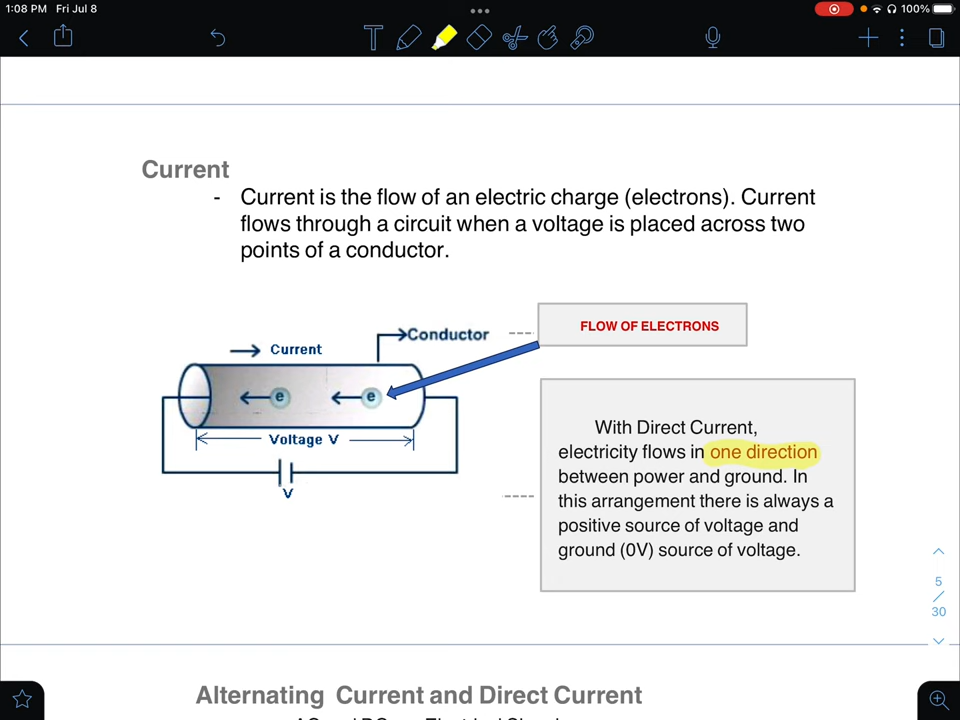 1:08 PM Fri Jul 8
100%
Current
- Current is the flow of an electric charge (electrons). Current
flows through a circuit when a voltage is placed across two
points of a conductor.
Conductor
FLOW OF ELECTRONS
Current
e
e
Voltage V
V
With Direct Current,
electricity flows in one direction
between power and ground. In
this arrangement there is always a
positive source of voltage and
ground (0V) source of voltage.
5
/
30
Alternating Current and Direct Current